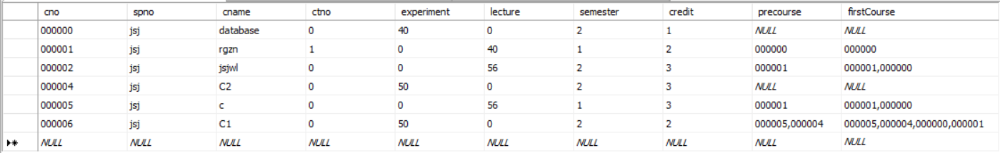 cno spno cname ctno experiment lecture semester credit precourse firstCourse
000000 jsj database 0 40 0 2 1 NULL NULL
000001 jsj rgzn 1 0 40 1 2 000000 000000
000002 jsj jsjwl 0 0 56 2 3 000001 000001,000000
000004 jsj C2 0 50 0 2 3 NULL NULL
000005 jsj c 0 0 56 1 3 000001 000001,000000
000006 jsj C1 0 50 0 2 2 000005,000004 000005,000004,000000,000001
NULL NULL NULL NULL NULL NULL NULL NULL NULL NULL